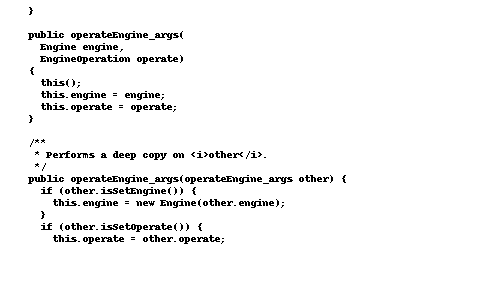 }
public operateEngine_args(
Engine engine,
EngineOperation operate)
{
this();
this.engine = engine;
this.operate = operate;
}
/**
* Performs a deep copy on <i>other</i>.
*/
public operateEngine_args(operateEngine_args other) {
if (other.isSetEngine()) {
this.engine = new Engine(other.engine);
}
if (other.isSetOperate()) {
this.operate = other.operate;